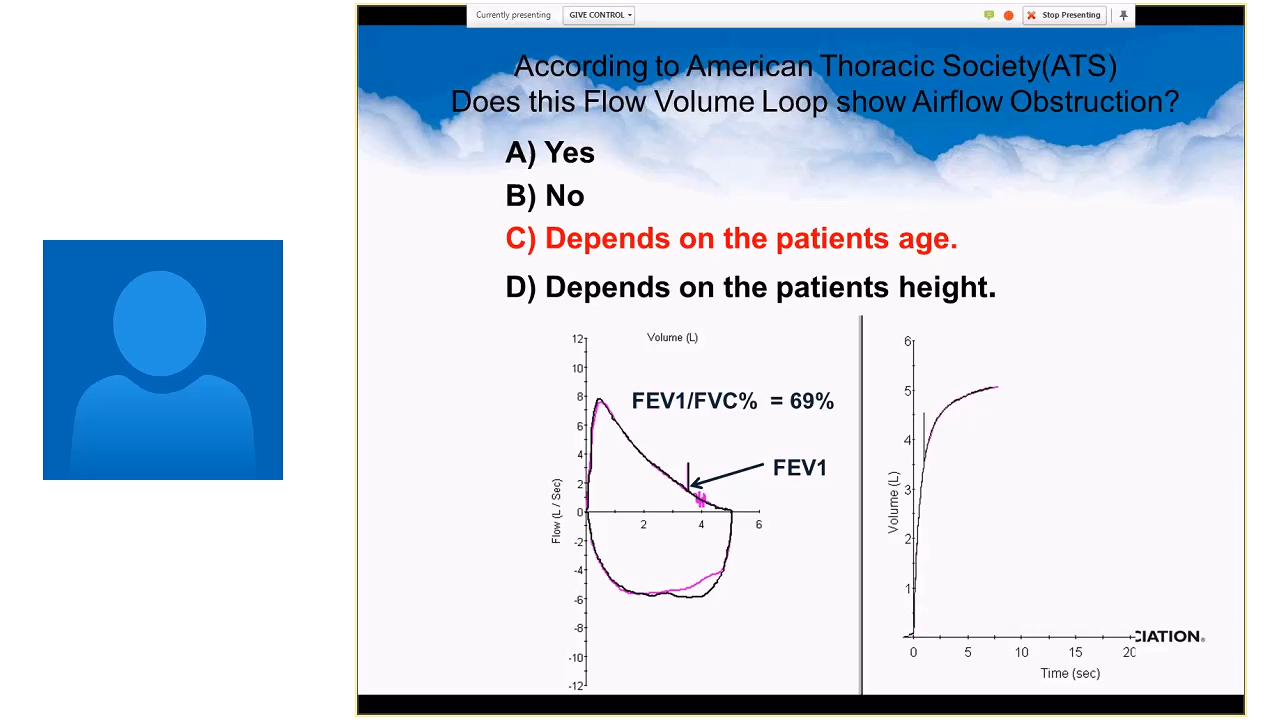 Currently presenting
GIVE CONTROL
Stop Presenting
According to American Thoracic Society(ATS)
Does this Flow Volume Loop show Airflow Obstruction?
A) Yes
B) No
C) Depends on the patients age.
D) Depends on the patients height.
Volume (L)
FEV1/FVC% = 69%
FEV1
Flow (L / Sec)
12
10
8
6
4
2
0
-2
-4
-6
-8
-10
-12
2
4
6
Volume (L)
6
5
4
3
2
1
0
5
10
15
20
Time (sec)
CIATION®